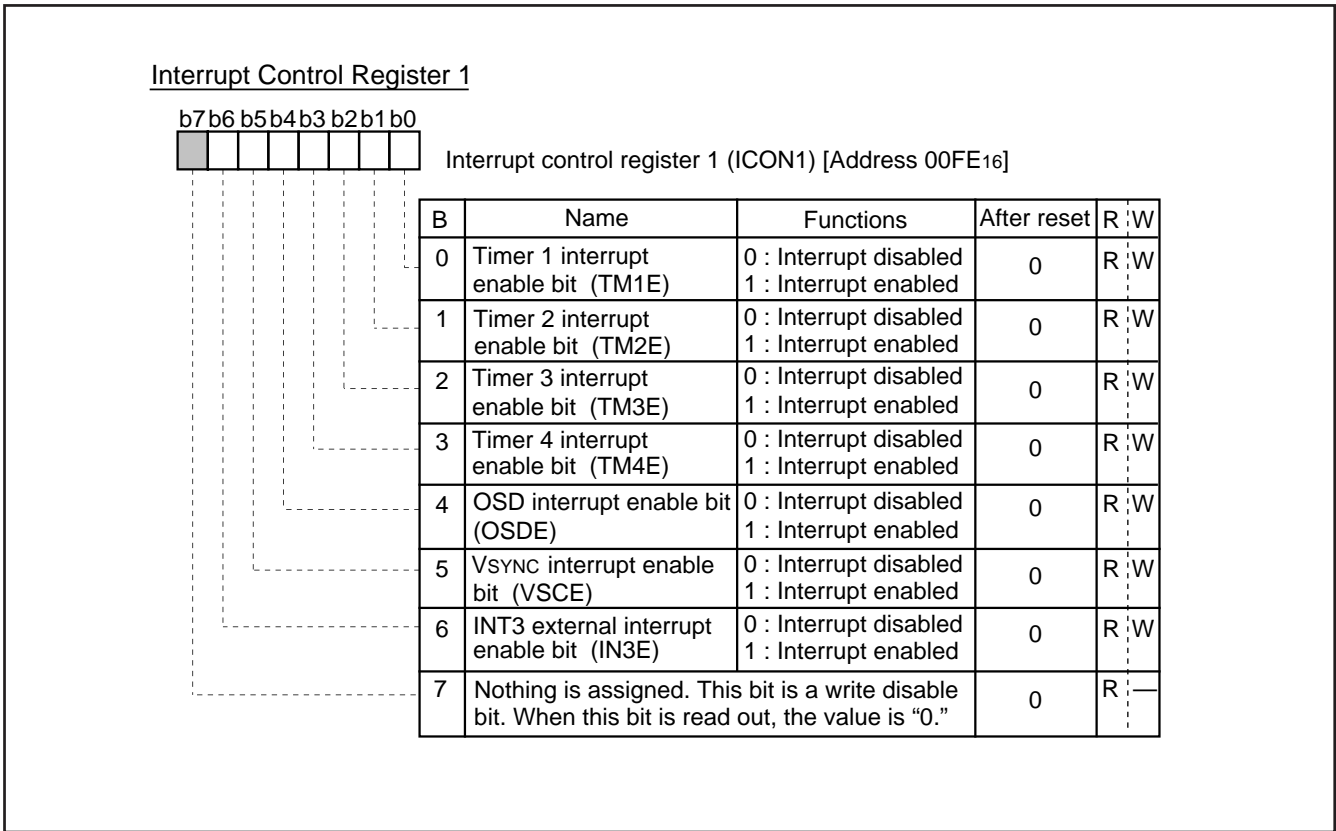 Interrupt Control Register 1
b7 b6 b5 b4 b3 b2 b1 b0
Interrupt control register 1 (ICON1) [Address 00FE16]
B Name Functions After reset R W
0 Timer 1 interrupt enable bit (TM1E) 0 : Interrupt disabled 1 : Interrupt enabled 0 R W
1 Timer 2 interrupt enable bit (TM2E) 0 : Interrupt disabled 1 : Interrupt enabled 0 R W
2 Timer 3 interrupt enable bit (TM3E) 0 : Interrupt disabled 1 : Interrupt enabled 0 R W
3 Timer 4 interrupt enable bit (TM4E) 0 : Interrupt disabled 1 : Interrupt enabled 0 R W
4 OSD interrupt enable bit (OSDE) 0 : Interrupt disabled 1 : Interrupt enabled 0 R W
5 VSYNC interrupt enable bit (VSCE) 0 : Interrupt disabled 1 : Interrupt enabled 0 R W
6 INT3 external interrupt enable bit (IN3E) 0 : Interrupt disabled 1 : Interrupt enabled 0 R W
7 Nothing is assigned. This bit is a write disable bit. When this bit is read out, the value is “0.” 0 R —